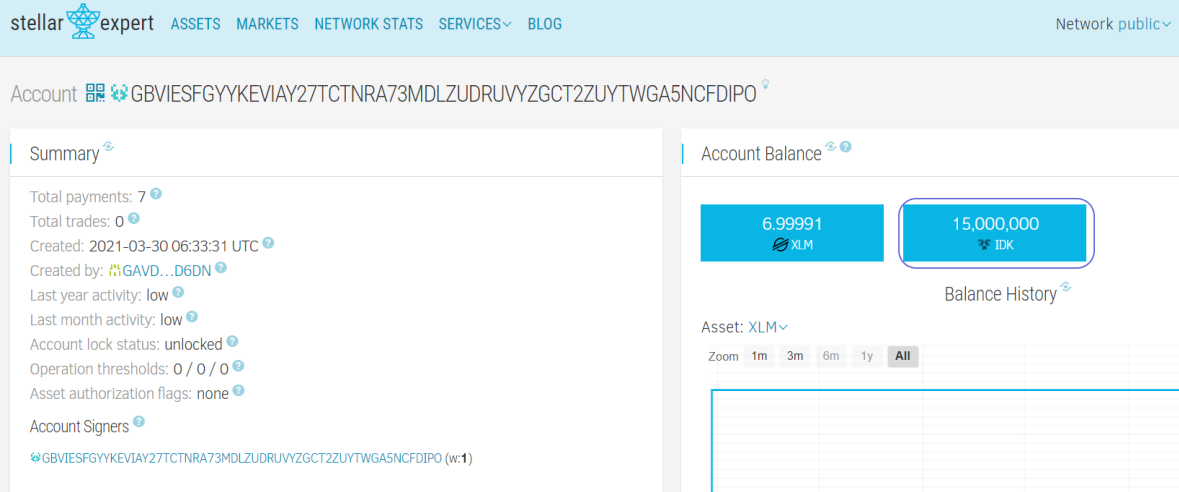 stellar expert ASSETS MARKETS NETWORK STATS SERVICES BLOG Network public
Account GBVIESFGYYKEVIAY27TCTNRA73MDLZUDRUVYZGCT2ZUYTWGA5NCFDIPO
Summary
Total payments: 7
Total trades: 0
Created: 2021-03-30 06:33:31 UTC
Created by: GAVD...D6DN
Last year activity: low
Last month activity: low
Account lock status: unlocked
Operation thresholds: 0 / 0 / 0
Asset authorization flags: none
Account Signers
GBVIESFGYYKEVIAY27TCTNRA73MDLZUDRUVYZGCT2ZUYTWGA5NCFDIPO (w:1)
Account Balance
6.99991
XLM
15,000,000
IDK
Balance History
Asset: XLM
Zoom 1m 3m 6m 1y All